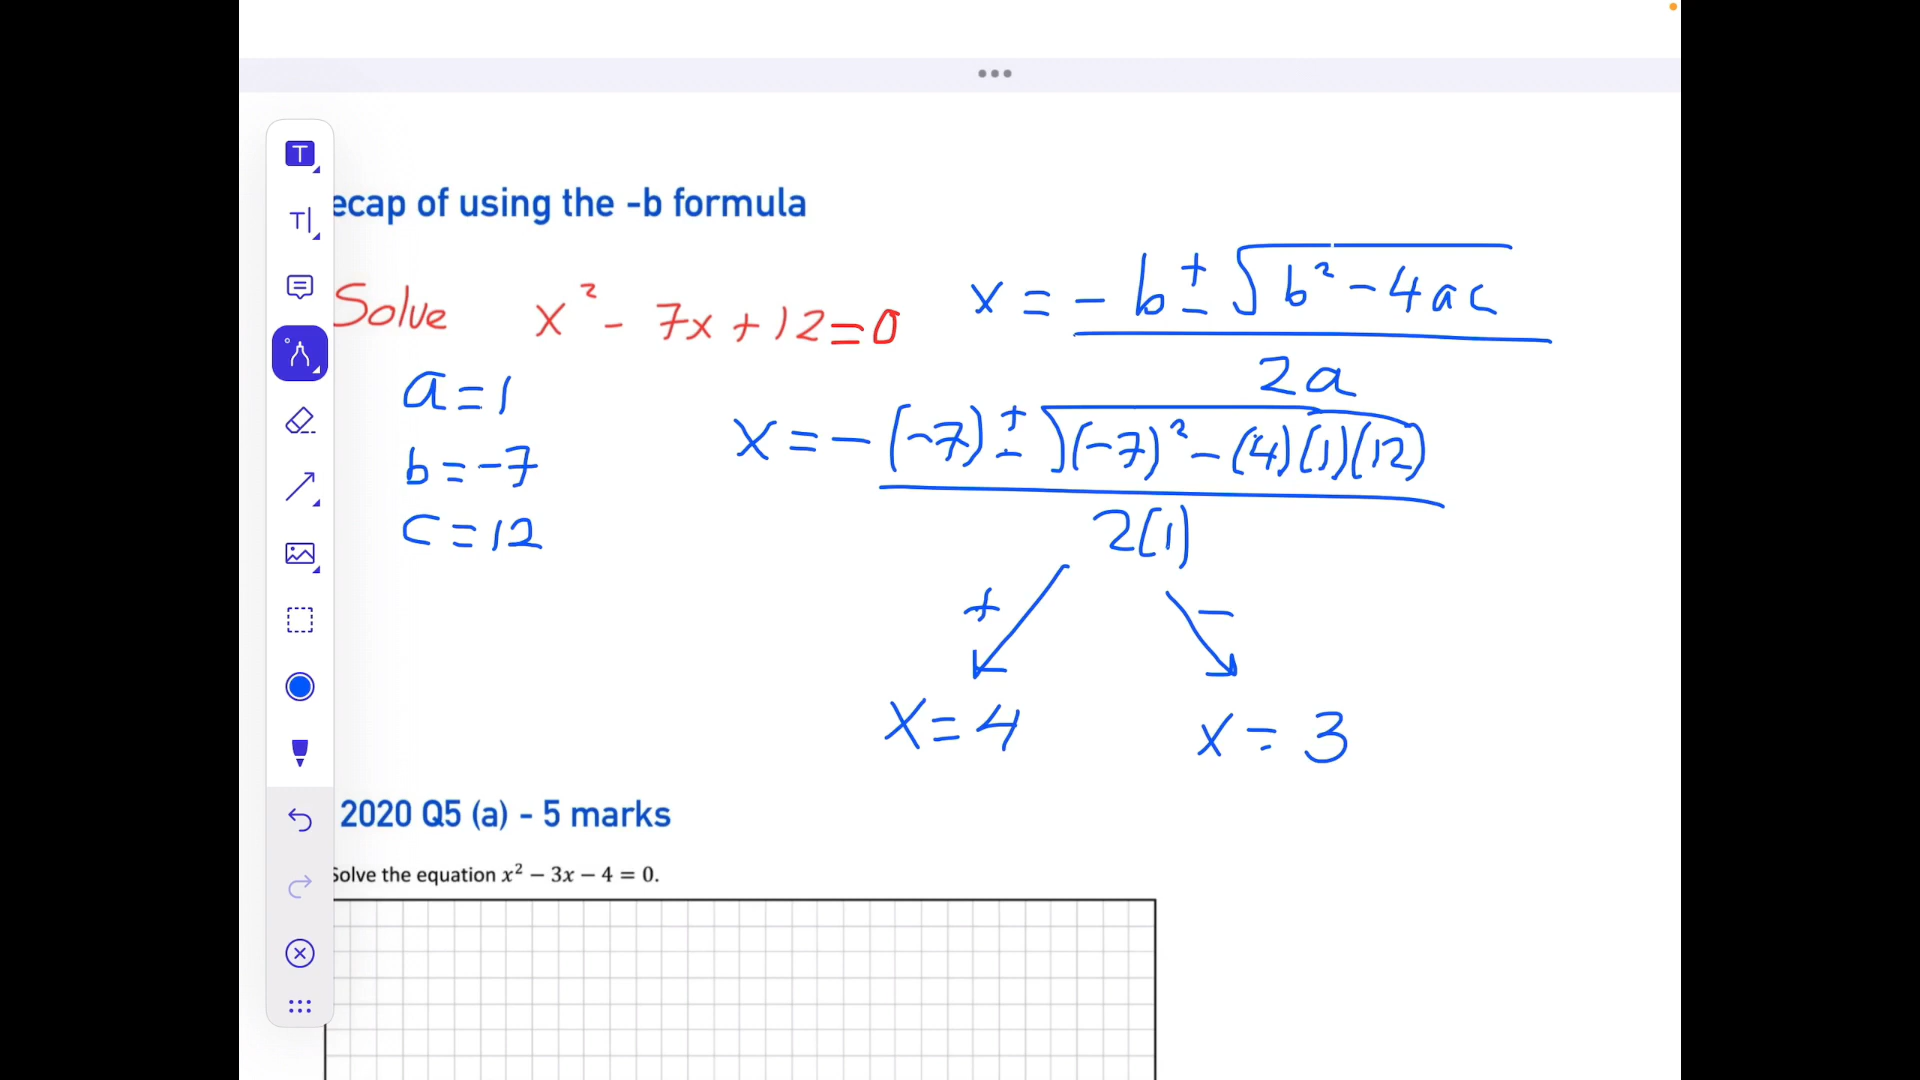 ecap of using the -b formula
Solve x² - 7x + 12 = 0
x = -b ± √b² - 4ac
2a
a = 1
b = -7
c = 12
x = -(-7) ± √(-7)² - (4)(1)(12)
2(1)
+ -
x = 4 x = 3
2020 Q5 (a) - 5 marks
Solve the equation x² − 3x − 4 = 0.